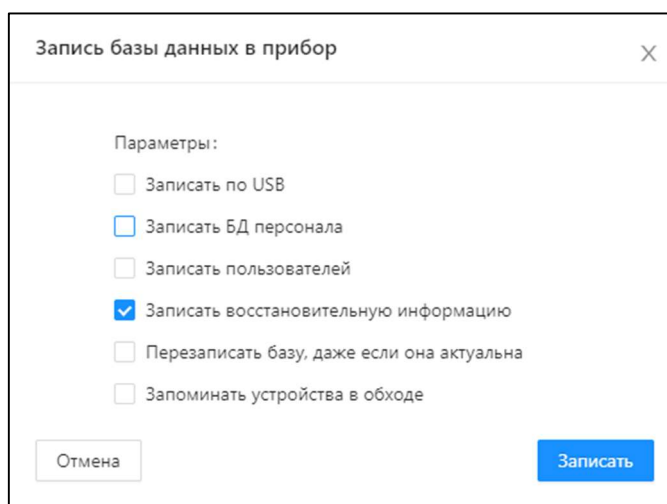 Запись базы данных в прибор
Параметры:
Записать по USB
Записать БД персонала
Записать пользователей
Записать восстановительную информацию
Перезаписать базу, даже если она актуальна
Запоминать устройства в обходе
Отмена
Записать